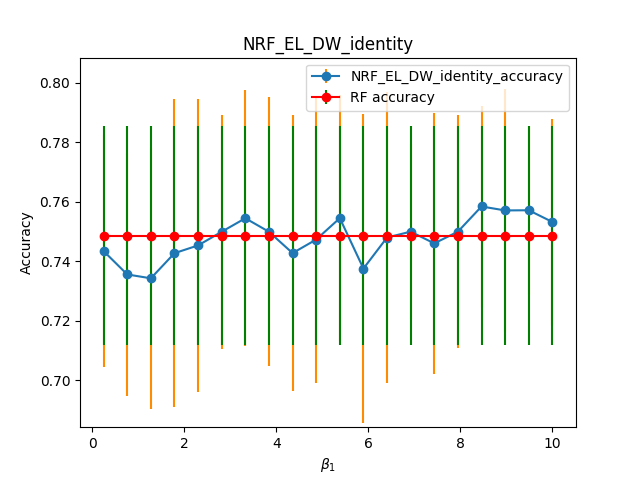 NRF_EL_DW_identity
NRF_EL_DW_identity_accuracy
RF accuracy
Accuracy
0.80
0.78
0.76
0.74
0.72
0.70
0 2 4 6 8 10
β1